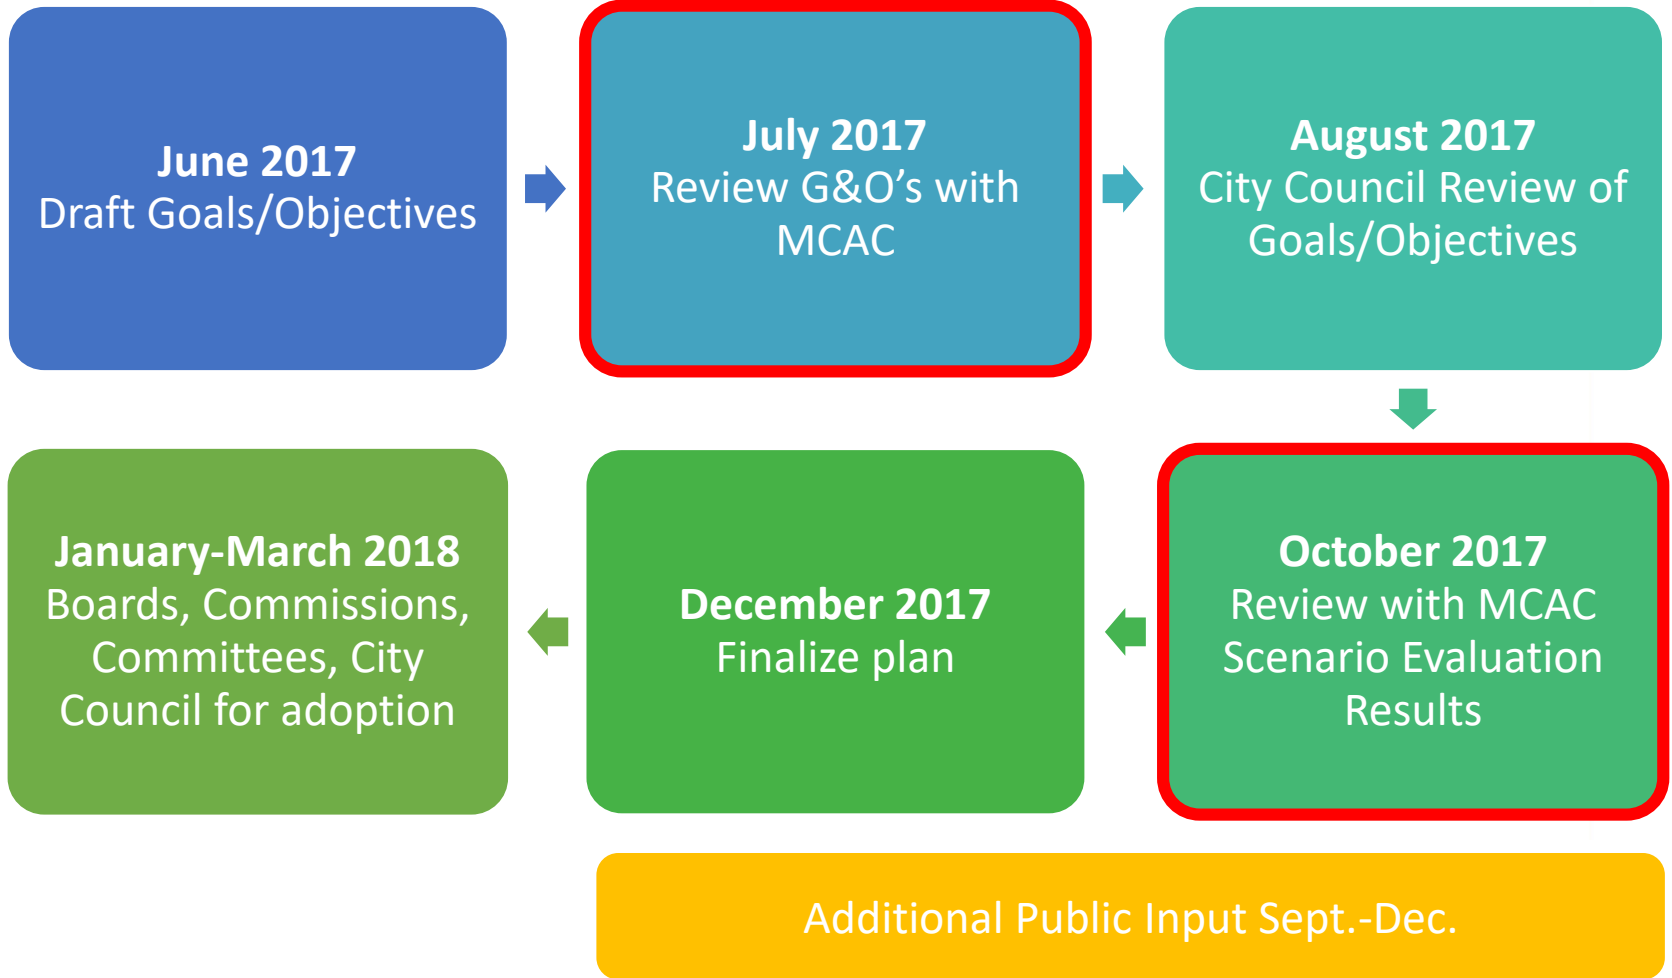 June 2017
Draft Goals/Objectives
July 2017
Review G&O’s with
MCAC
August 2017
City Council Review of
Goals/Objectives
October 2017
Review with MCAC
Scenario Evaluation
Results
December 2017
Finalize plan
January-March 2018
Boards, Commissions,
Committees, City
Council for adoption
Additional Public Input Sept.-Dec.